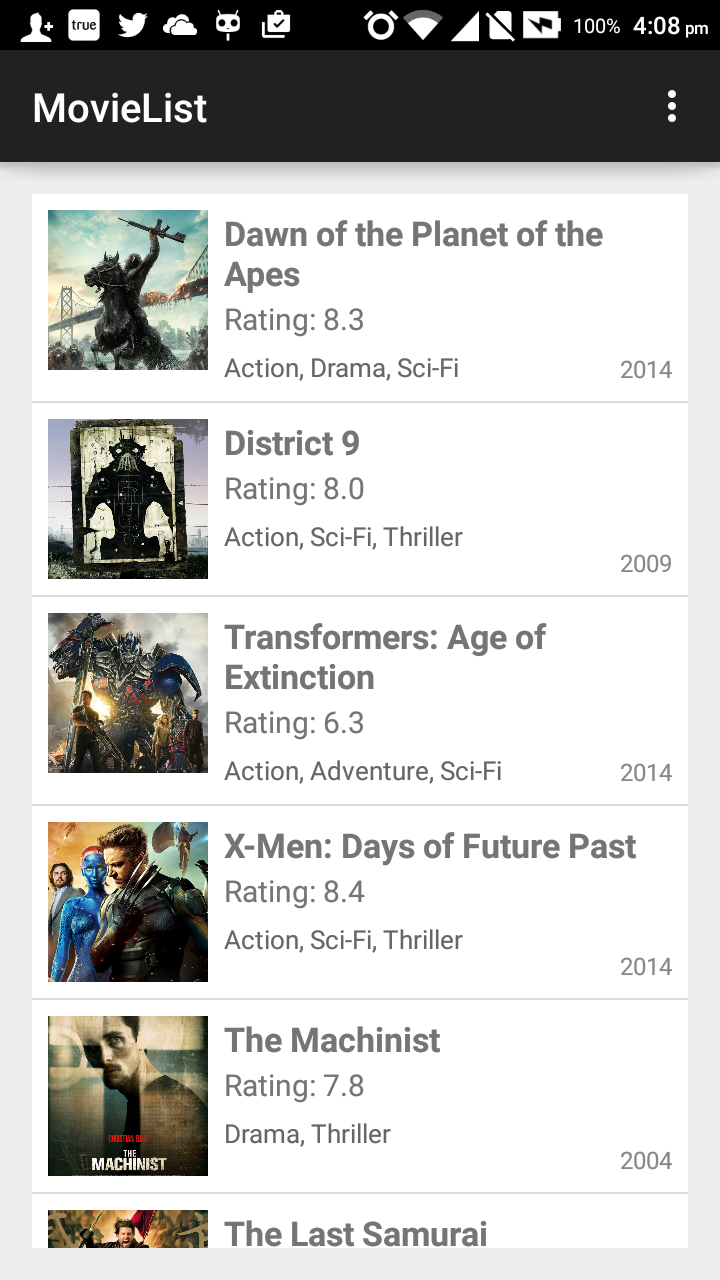 true
100%
4:08 pm
MovieList
Dawn of the Planet of the
Apes
Rating: 8.3
Action, Drama, Sci-Fi
2014
District 9
Rating: 8.0
Action, Sci-Fi, Thriller
2009
Transformers: Age of
Extinction
Rating: 6.3
Action, Adventure, Sci-Fi
2014
X-Men: Days of Future Past
Rating: 8.4
Action, Sci-Fi, Thriller
2014
The Machinist
Rating: 7.8
Drama, Thriller
2004
CHRISTIAN BALE
THE
MACHINIST
The Last Samurai